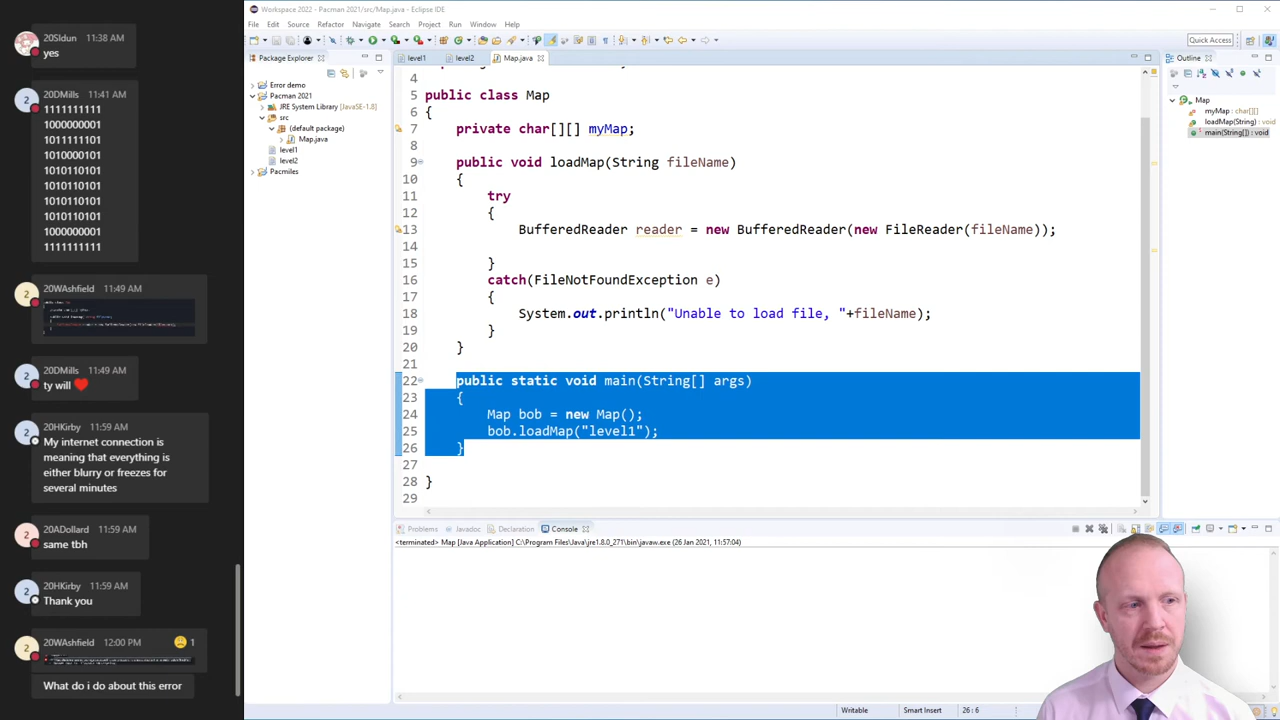 20Sldun 11:38 AM
yes
20DMills 11:41 AM
1111111111
1010000001
1011111101
1010000101
1010110101
1010110101
1010110101
1010110101
1000000001
1111111111
20WAshfield 11:49 AM
20DMills 11:49 AM
ty will ❤️
20HKirby 11:59 AM
My internet connection is
meaning that everything is
either blurry or freezes for
several minutes
20ADollard 11:59 AM
same tbh
20HKirby 11:59 AM
Thank you
20WAshfield 12:00 PM 1
What do i do about this error
Workspace 2022 - Pacman 2021/src/Map.java - Eclipse IDE
File Edit Source Refactor Navigate Search Project Run Window Help
Quick Access
Package Explorer
Error demo
Pacman 2021
JRE System Library [JavaSE-1.8]
src
(default package)
Map.java
level1
level2
Pacmiles
level1 level2 Map.java
4
5 public class Map
6 {
7 private char[][] myMap;
8
9 public void loadMap(String fileName)
10 {
11 try
12 {
13 BufferedReader reader = new BufferedReader(new FileReader(fileName));
14
15 }
16 catch(FileNotFoundException e)
17 {
18 System.out.println("Unable to load file, "+fileName);
19 }
20 }
21
22 public static void main(String[] args)
23 {
24 Map bob = new Map();
25 bob.loadMap("level1");
26 }
27
28 }
29
Outline
Map
myMap : char[][]
loadMap(String) : void
main(String[]) : void
Problems Javadoc Declaration Console
<terminated> Map [Java Application] C:\Program Files\Java\jre1.8.0_271\bin\javaw.exe (26 Jan 2021, 11:57:04)
Writable Smart Insert 26 : 6